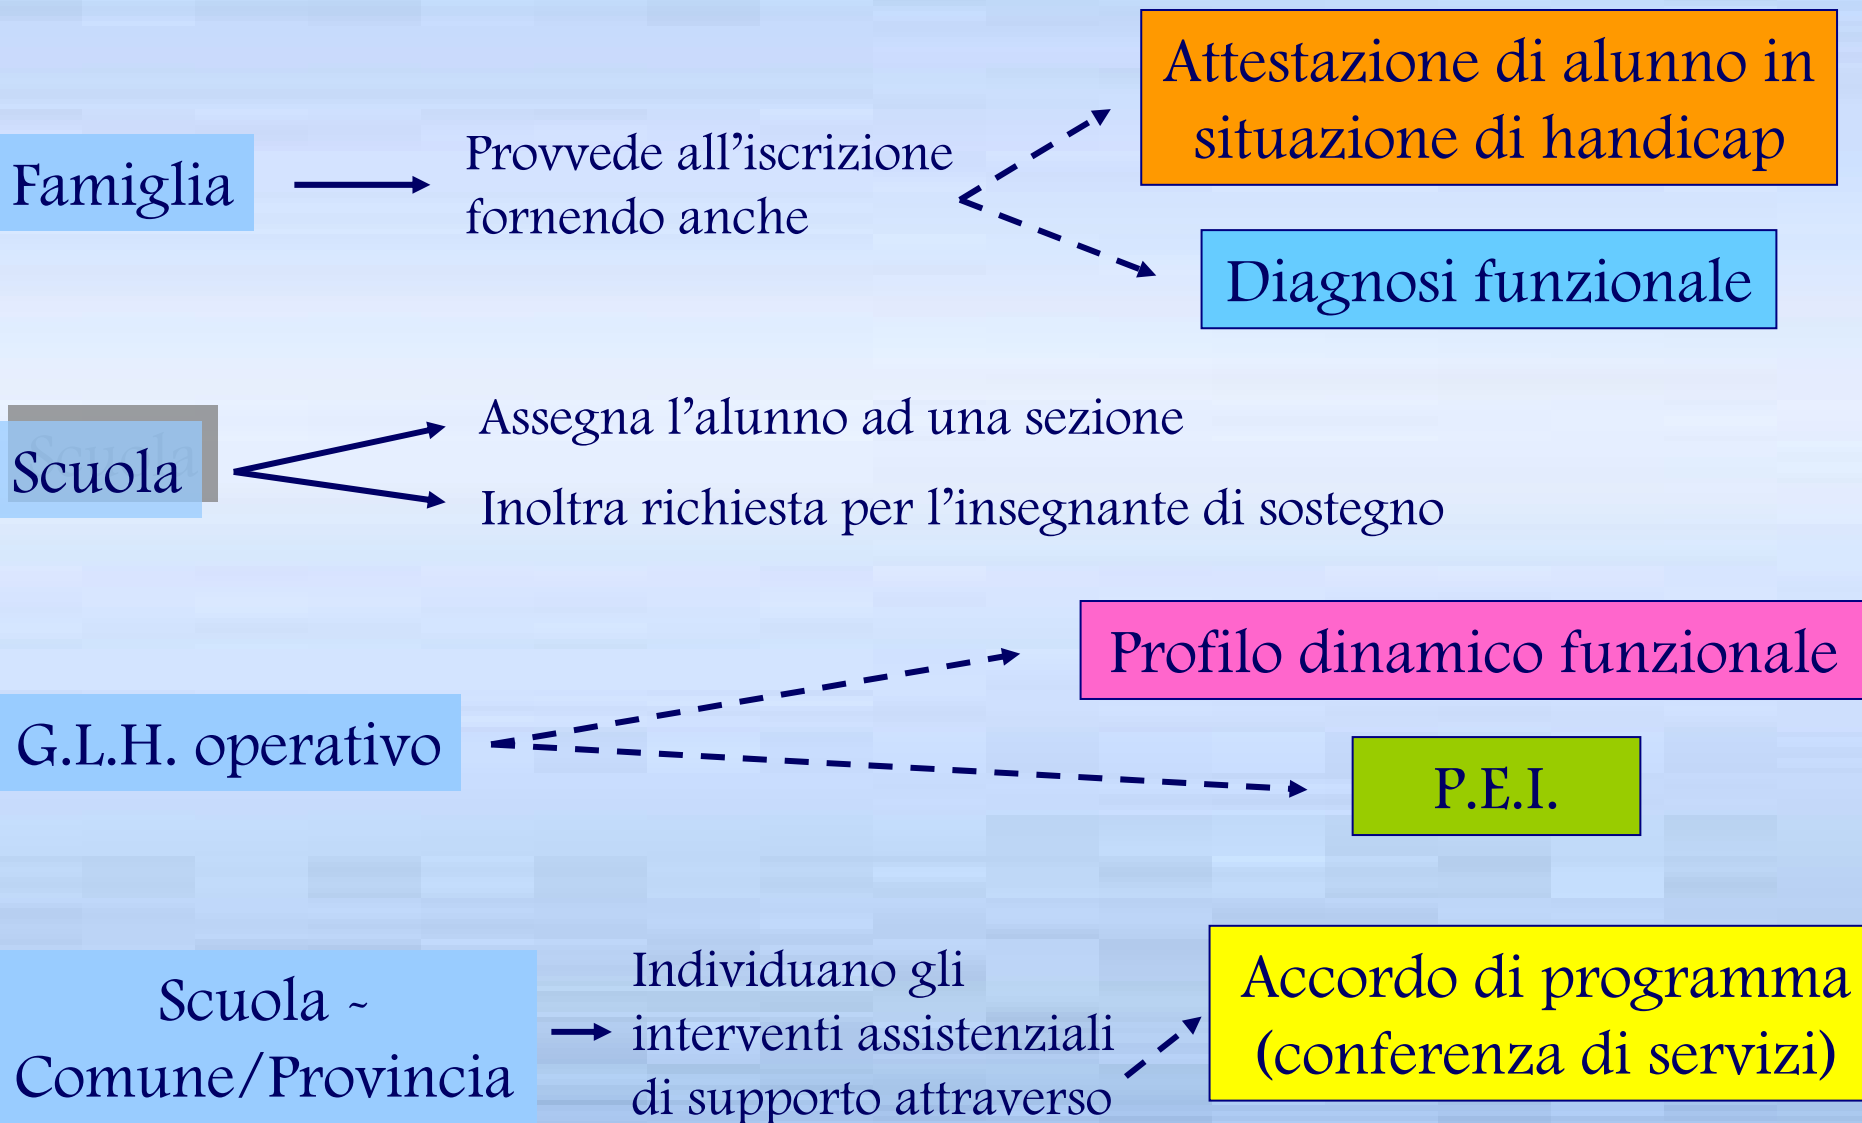 Famiglia
Provvede all’iscrizione
fornendo anche
Attestazione di alunno in
situazione di handicap
Diagnosi funzionale
Scuola
Assegna l’alunno ad una sezione
Inoltra richiesta per l’insegnante di sostegno
G.L.H. operativo
Profilo dinamico funzionale
P.E.I.
Scuola -
Comune/Provincia
Individuano gli
interventi assistenziali
di supporto attraverso
Accordo di programma
(conferenza di servizi)